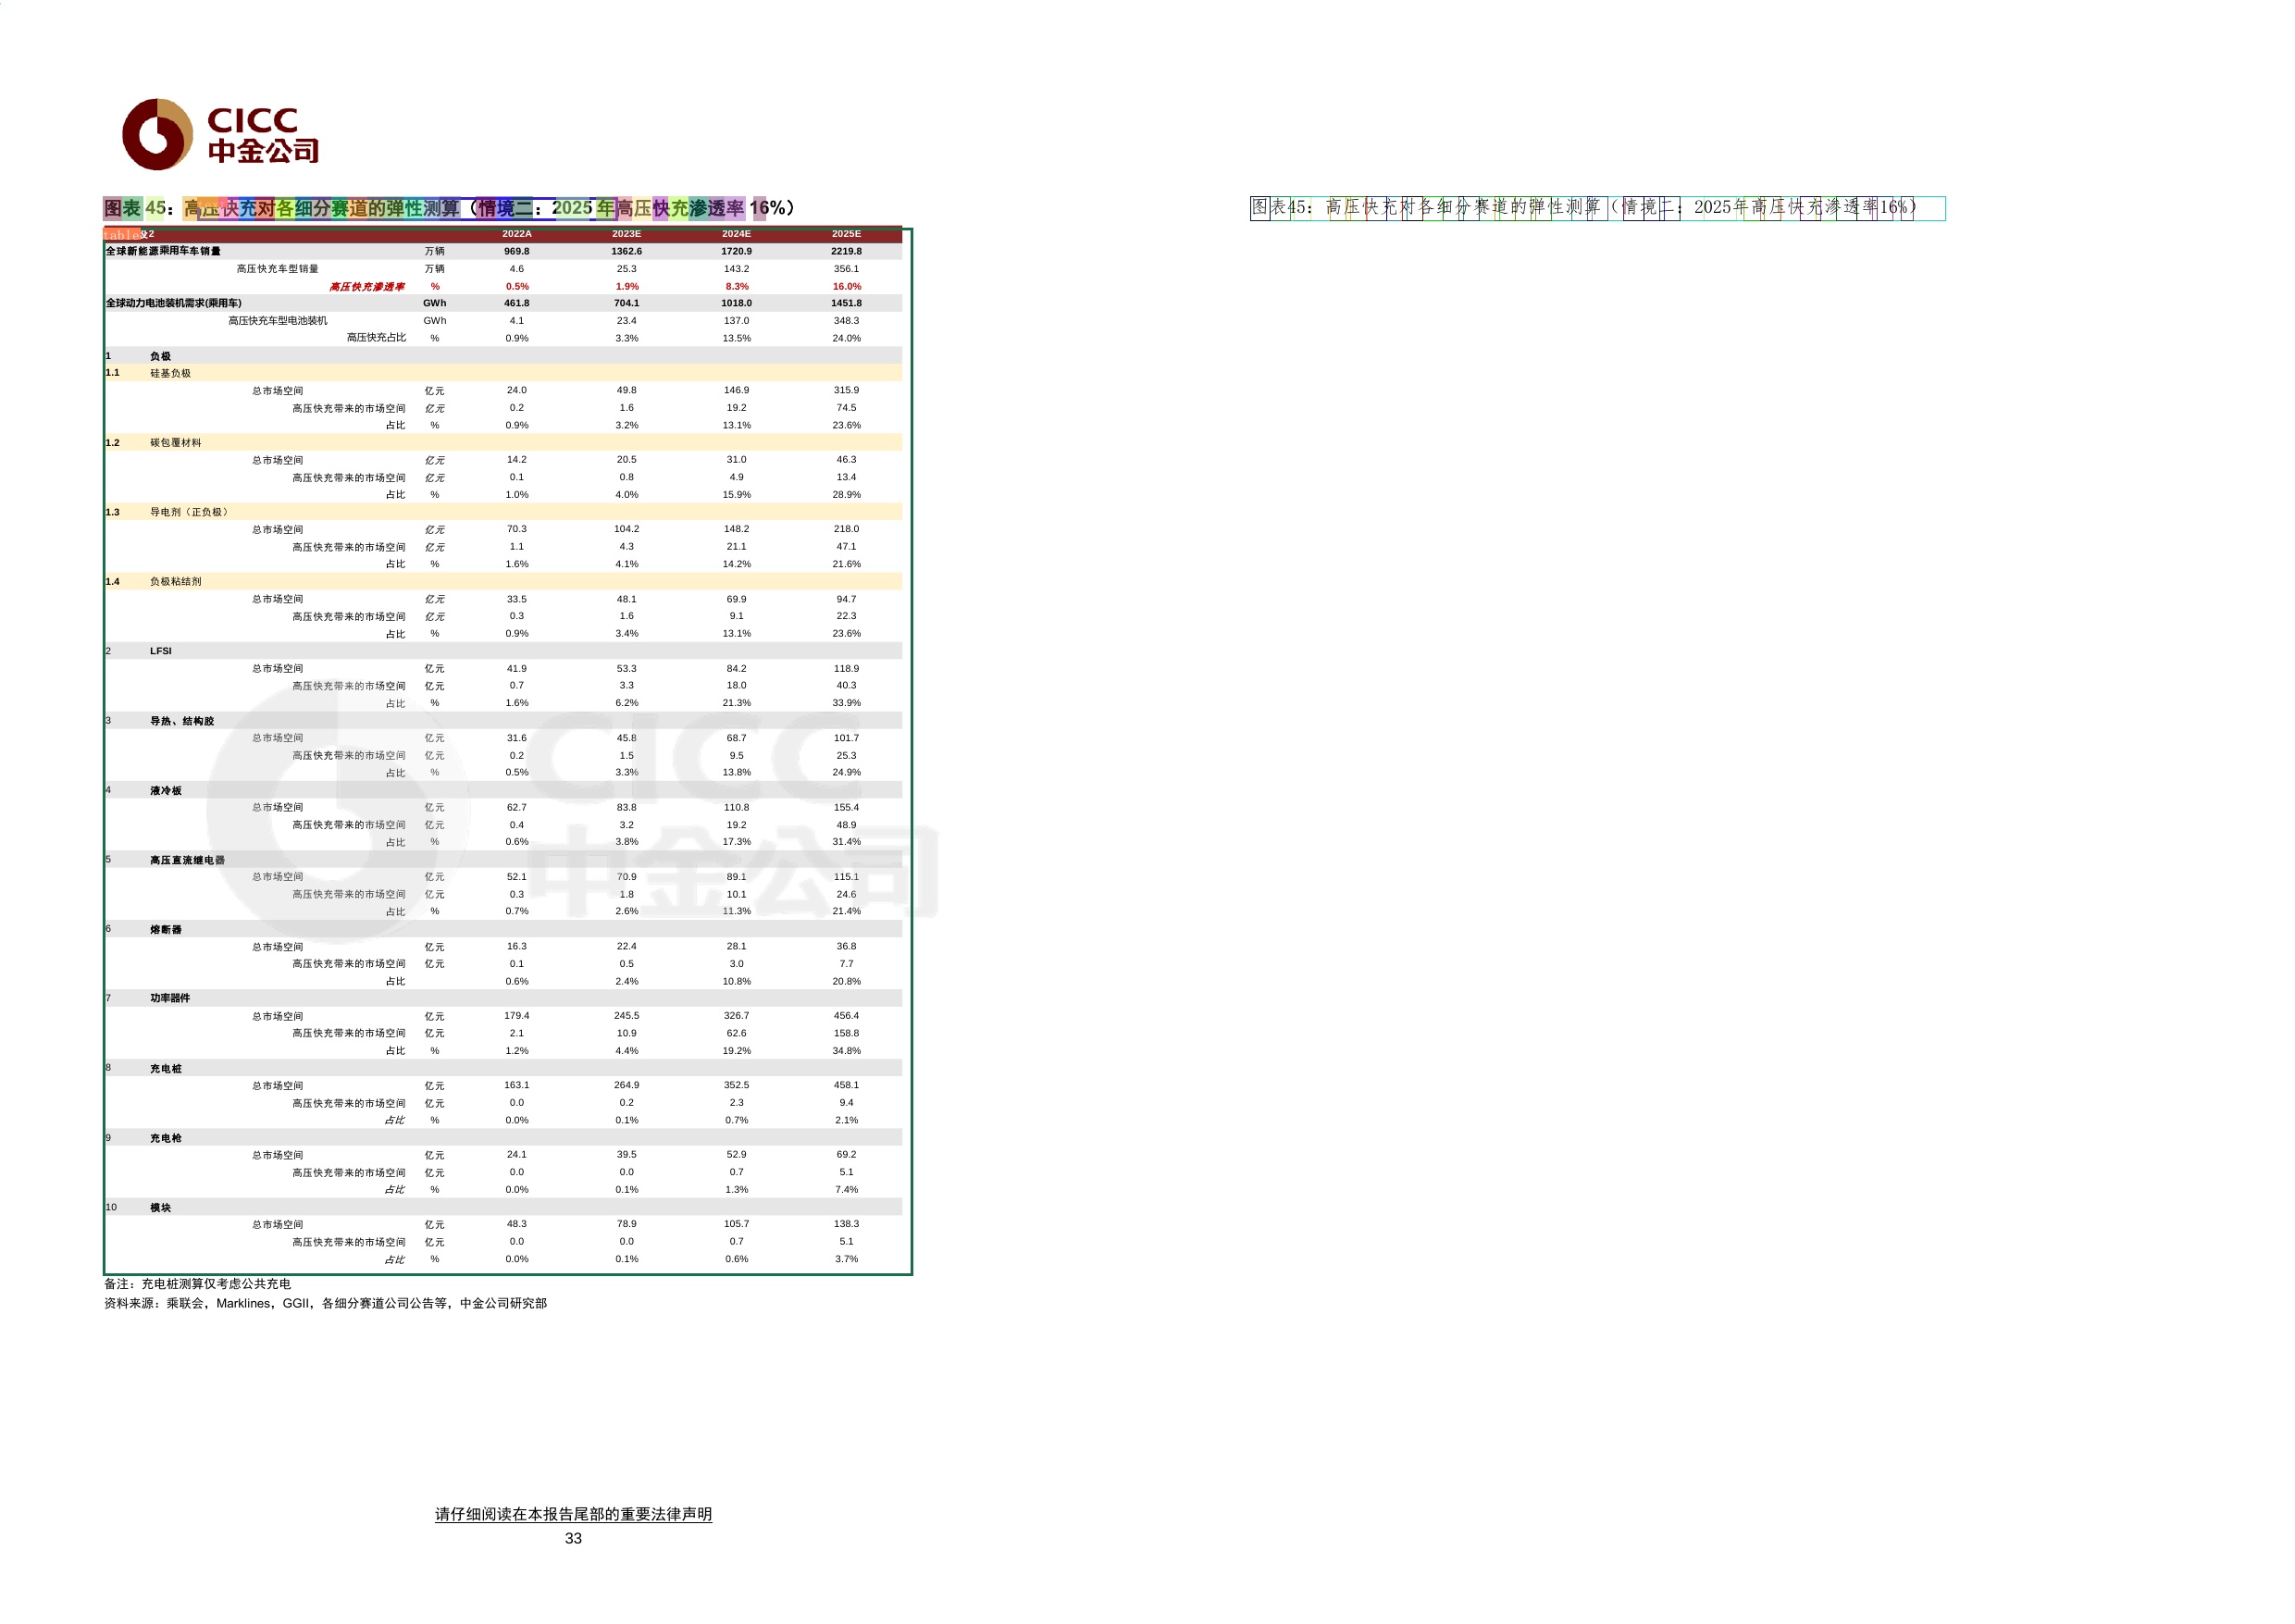 CICC
中金公司
图表 45：高压快充对各细分赛道的弹性测算（情境二：2025 年高压快充渗透率 16%）
图表45：高压快充对各细分赛道的弹性测算（情境二：2025年高压快充渗透率16%）
table 2 2022A 2023E 2024E 2025E
全球新能源乘用车车销量 万辆 969.8 1362.6 1720.9 2219.8
高压快充车型销量 万辆 4.6 25.3 143.2 356.1
高压快充渗透率 % 0.5% 1.9% 8.3% 16.0%
全球动力电池装机需求(乘用车) GWh 461.8 704.1 1018.0 1451.8
高压快充车型电池装机 GWh 4.1 23.4 137.0 348.3
高压快充占比 % 0.9% 3.3% 13.5% 24.0%
1 负极
1.1 硅基负极
总市场空间 亿元 24.0 49.8 146.9 315.9
高压快充带来的市场空间 亿元 0.2 1.6 19.2 74.5
占比 % 0.9% 3.2% 13.1% 23.6%
1.2 碳包覆材料
总市场空间 亿元 14.2 20.5 31.0 46.3
高压快充带来的市场空间 亿元 0.1 0.8 4.9 13.4
占比 % 1.0% 4.0% 15.9% 28.9%
1.3 导电剂（正负极）
总市场空间 亿元 70.3 104.2 148.2 218.0
高压快充带来的市场空间 亿元 1.1 4.3 21.1 47.1
占比 % 1.6% 4.1% 14.2% 21.6%
1.4 负极粘结剂
总市场空间 亿元 33.5 48.1 69.9 94.7
高压快充带来的市场空间 亿元 0.3 1.6 9.1 22.3
占比 % 0.9% 3.4% 13.1% 23.6%
2 LFSI
总市场空间 亿元 41.9 53.3 84.2 118.9
高压快充带来的市场空间 亿元 0.7 3.3 18.0 40.3
占比 % 1.6% 6.2% 21.3% 33.9%
3 导热、结构胶
总市场空间 亿元 31.6 45.8 68.7 101.7
高压快充带来的市场空间 亿元 0.2 1.5 9.5 25.3
占比 % 0.5% 3.3% 13.8% 24.9%
4 液冷板
总市场空间 亿元 62.7 83.8 110.8 155.4
高压快充带来的市场空间 亿元 0.4 3.2 19.2 48.9
占比 % 0.6% 3.8% 17.3% 31.4%
5 高压直流继电器
总市场空间 亿元 52.1 70.9 89.1 115.1
高压快充带来的市场空间 亿元 0.3 1.8 10.1 24.6
占比 % 0.7% 2.6% 11.3% 21.4%
6 熔断器
总市场空间 亿元 16.3 22.4 28.1 36.8
高压快充带来的市场空间 亿元 0.1 0.5 3.0 7.7
占比 0.6% 2.4% 10.8% 20.8%
7 功率器件
总市场空间 亿元 179.4 245.5 326.7 456.4
高压快充带来的市场空间 亿元 2.1 10.9 62.6 158.8
占比 % 1.2% 4.4% 19.2% 34.8%
8 充电桩
总市场空间 亿元 163.1 264.9 352.5 458.1
高压快充带来的市场空间 亿元 0.0 0.2 2.3 9.4
占比 % 0.0% 0.1% 0.7% 2.1%
9 充电枪
总市场空间 亿元 24.1 39.5 52.9 69.2
高压快充带来的市场空间 亿元 0.0 0.0 0.7 5.1
占比 % 0.0% 0.1% 1.3% 7.4%
10 模块
总市场空间 亿元 48.3 78.9 105.7 138.3
高压快充带来的市场空间 亿元 0.0 0.0 0.7 5.1
占比 % 0.0% 0.1% 0.6% 3.7%
CICC
中金公司
备注：充电桩测算仅考虑公共充电
资料来源：乘联会，Marklines，GGII，各细分赛道公司公告等，中金公司研究部
请仔细阅读在本报告尾部的重要法律声明
33